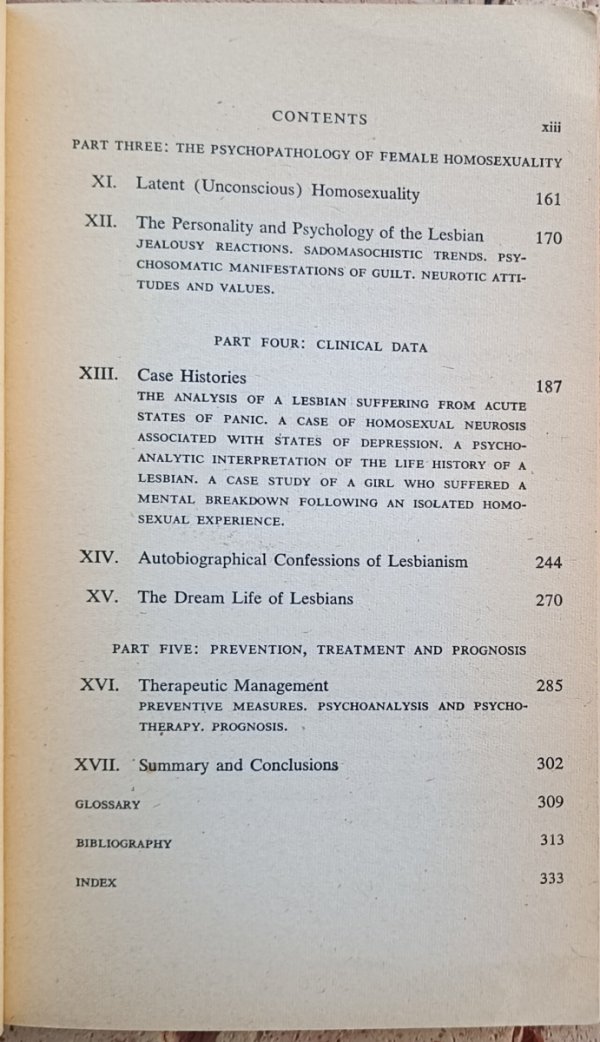 CONTENTS
xiii
PART THREE: THE PSYCHOPATHOLOGY OF FEMALE HOMOSEXUALITY
XI. Latent (Unconscious) Homosexuality 161
XII. The Personality and Psychology of the Lesbian 170
JEALOUSY REACTIONS. SADOMASOCHISTIC TRENDS. PSY-
CHOSOMATIC MANIFESTATIONS OF GUILT. NEUROTIC ATTI-
TUDES AND VALUES.
PART FOUR: CLINICAL DATA
XIII. Case Histories 187
THE ANALYSIS OF A LESBIAN SUFFERING FROM ACUTE
STATES OF PANIC. A CASE OF HOMOSEXUAL NEUROSIS
ASSOCIATED WITH STATES OF DEPRESSION. A PSYCHO-
ANALYTIC INTERPRETATION OF THE LIFE HISTORY OF A
LESBIAN. A CASE STUDY OF A GIRL WHO SUFFERED A
MENTAL BREAKDOWN FOLLOWING AN ISOLATED HOMO-
SEXUAL EXPERIENCE.
XIV. Autobiographical Confessions of Lesbianism 244
XV. The Dream Life of Lesbians 270
PART FIVE: PREVENTION, TREATMENT AND PROGNOSIS
XVI. Therapeutic Management 285
PREVENTIVE MEASURES. PSYCHOANALYSIS AND PSYCHO-
THERAPY. PROGNOSIS.
XVII. Summary and Conclusions 302
GLOSSARY 309
BIBLIOGRAPHY 313
INDEX 333